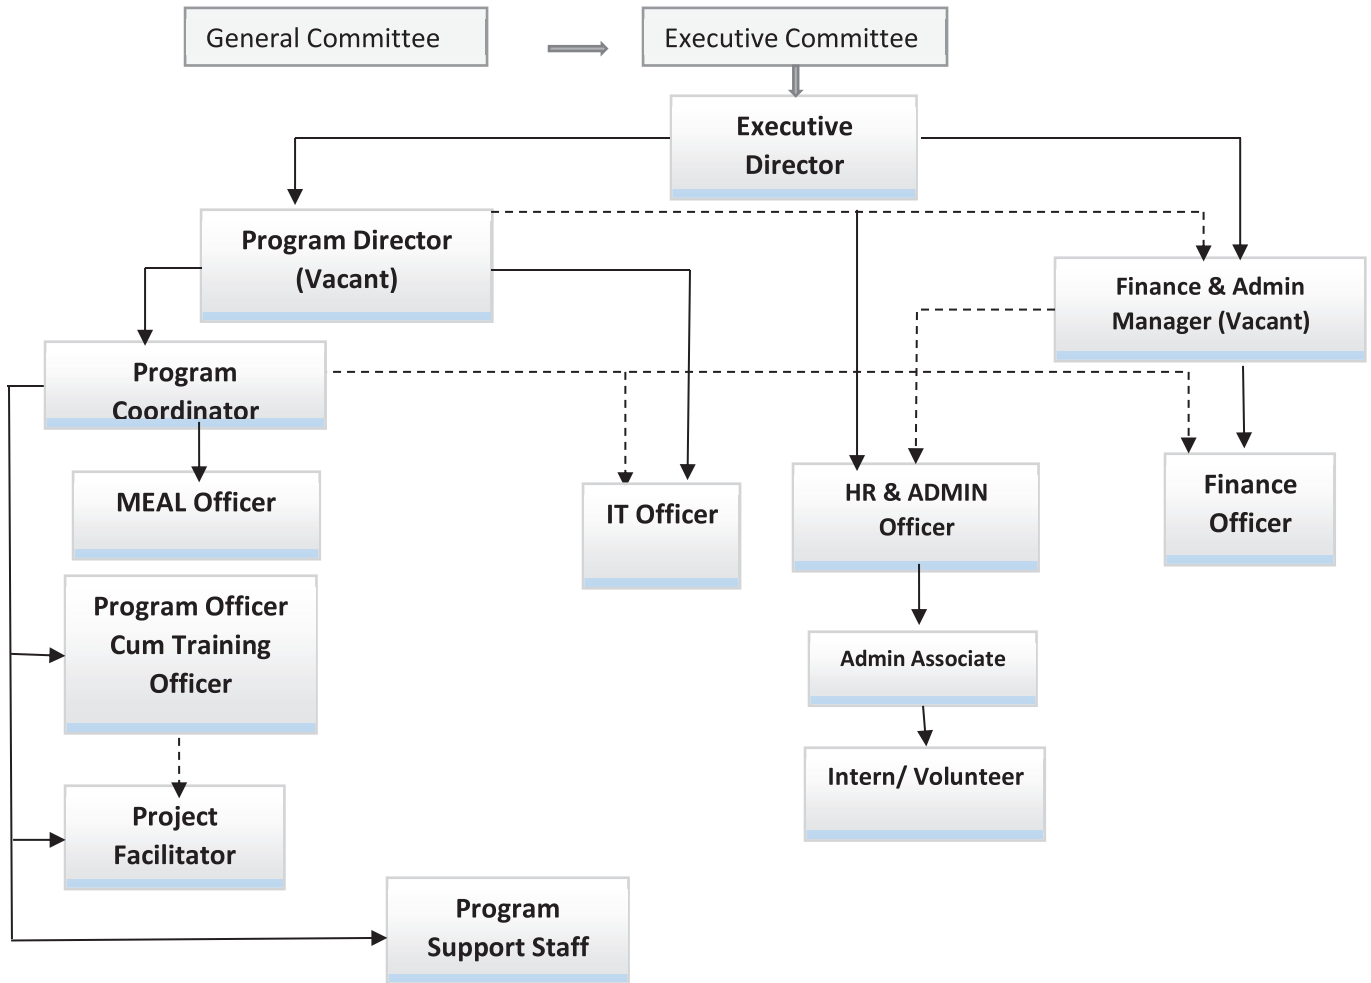 General Committee
Executive Committee
Executive
Director
Program Director
(Vacant)
Finance & Admin
Manager (Vacant)
Program
Coordinator
MEAL Officer
IT Officer
HR & ADMIN
Officer
Finance
Officer
Program Officer
Cum Training
Officer
Admin Associate
Intern/ Volunteer
Project
Facilitator
Program
Support Staff